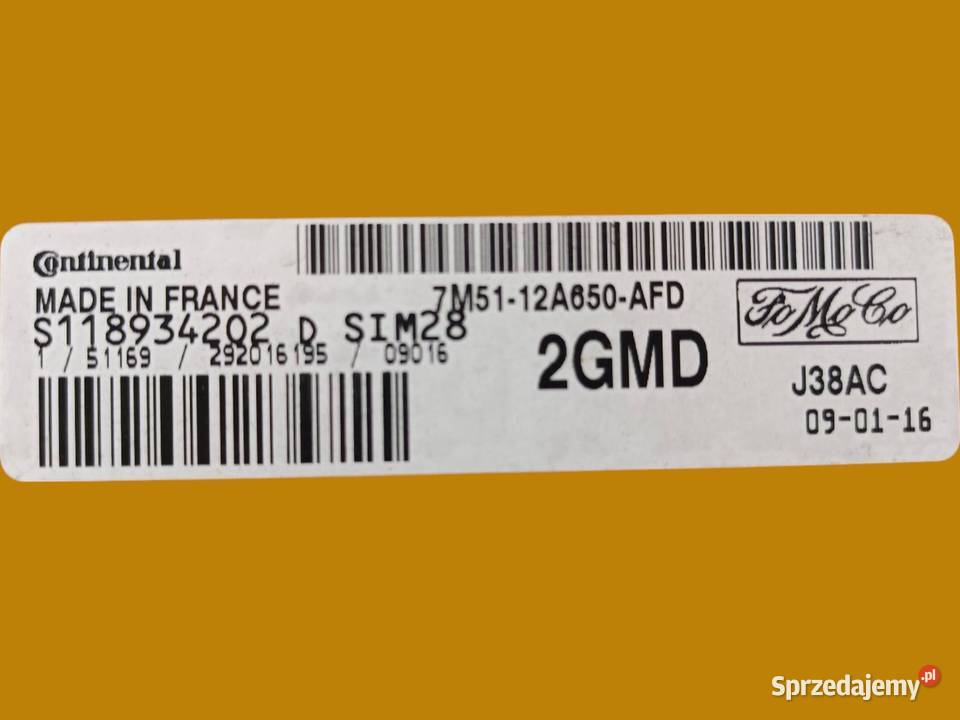 Continental
MADE IN FRANCE
7M51-12A650-AFD
S118934202 D SIM28
1 / 51169 / 292016195 / 09016
2GMD
FoMoCo
J38AC
09-01-16
Sprzedajemy.pl